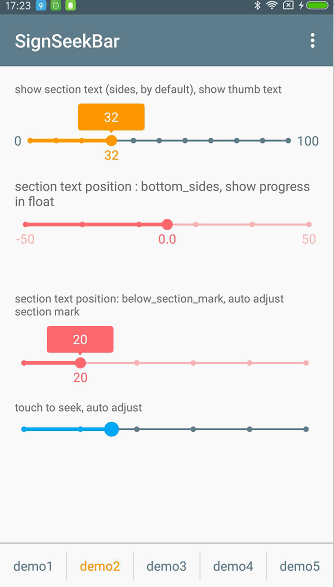 17:23
SignSeekBar
show section text (sides, by default), show thumb text
32
0 100
32
section text position : bottom_sides, show progress
in float
-50 0.0 50
section text position: below_section_mark, auto adjust
section mark
20
20
touch to seek, auto adjust
demo1 demo2 demo3 demo4 demo5